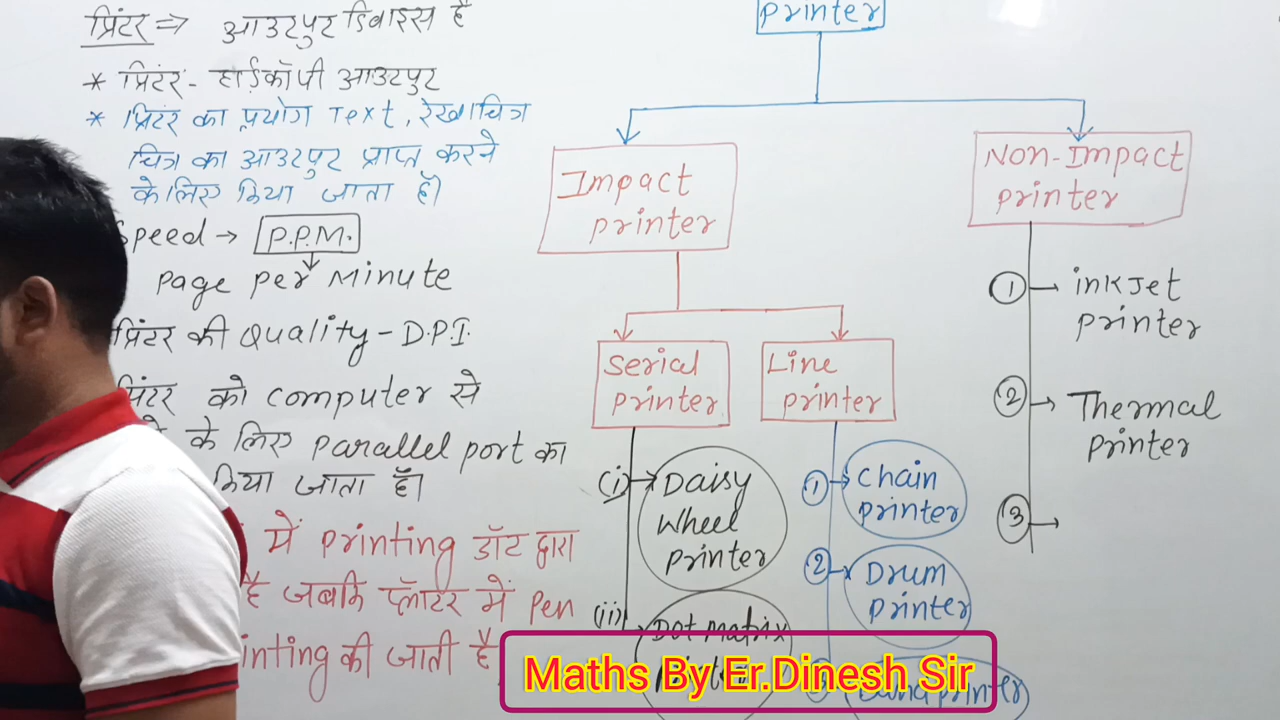 प्रिंटर => आउटपुट डिवाइस है
* प्रिटंर - हार्डकॉपी आउटपुट
* प्रिटंर का प्रयोग Text, रेखाचित्र
चित्र का आउटपुट प्राप्त करने
के लिए किया जाता है।
Speed → P.P.M.
Page per Minute
प्रिंटर की Quality - D.P.I.
प्रिंटर को computer से
के लिए parallel port का
किया जाता है।
में printing डॉट द्वारा
है जबकि प्लॉटर में Pen
printing की जाती है
printer
Impact
printer
Serial
printer
(i) → Daisy
Wheel
printer
(ii) Dot matrix
printer
Line
printer
① → Chain
printer
② → Drum
printer
③ printer
Non-Impact
printer
① → inkJet
printer
② → Thermal
printer
③ →
Maths By Er.Dinesh Sir